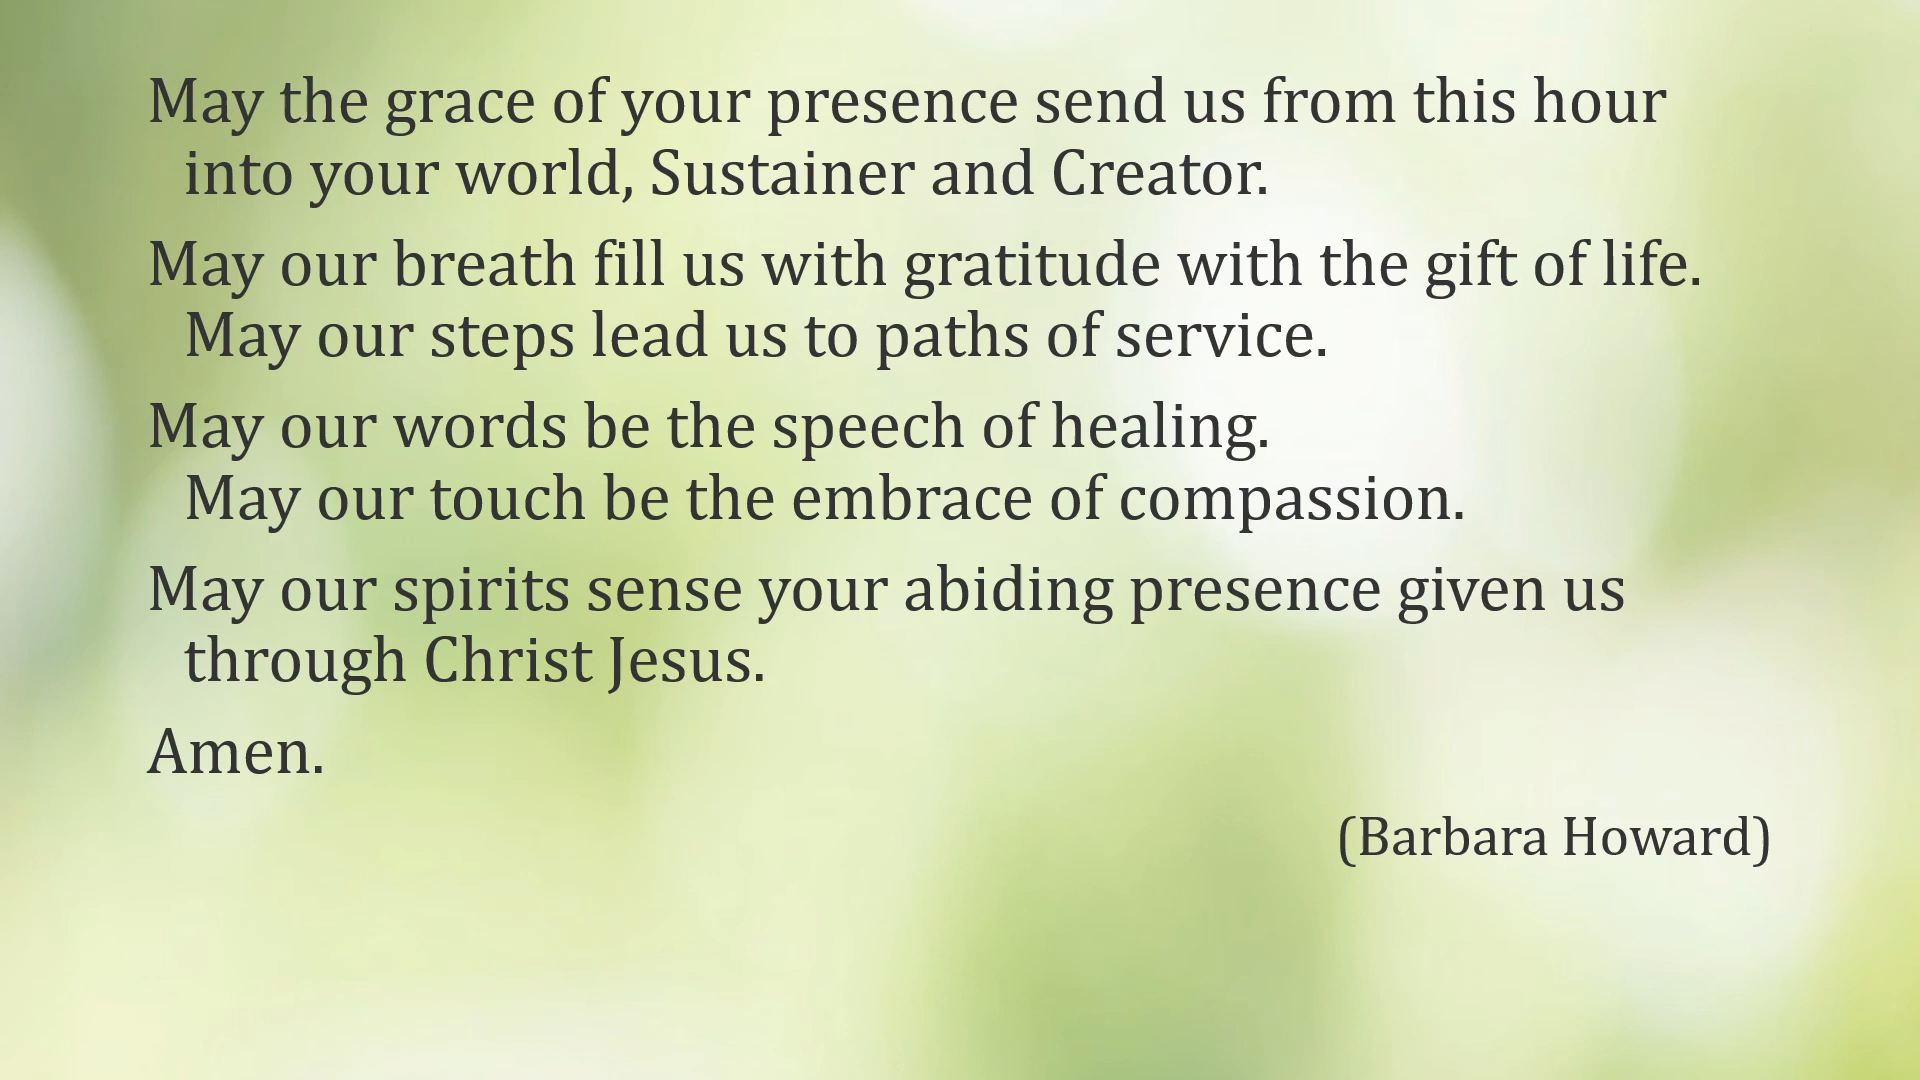 May the grace of your presence send us from this hour
into your world, Sustainer and Creator.
May our breath fill us with gratitude with the gift of life.
May our steps lead us to paths of service.
May our words be the speech of healing.
May our touch be the embrace of compassion.
May our spirits sense your abiding presence given us
through Christ Jesus.
Amen.
(Barbara Howard)